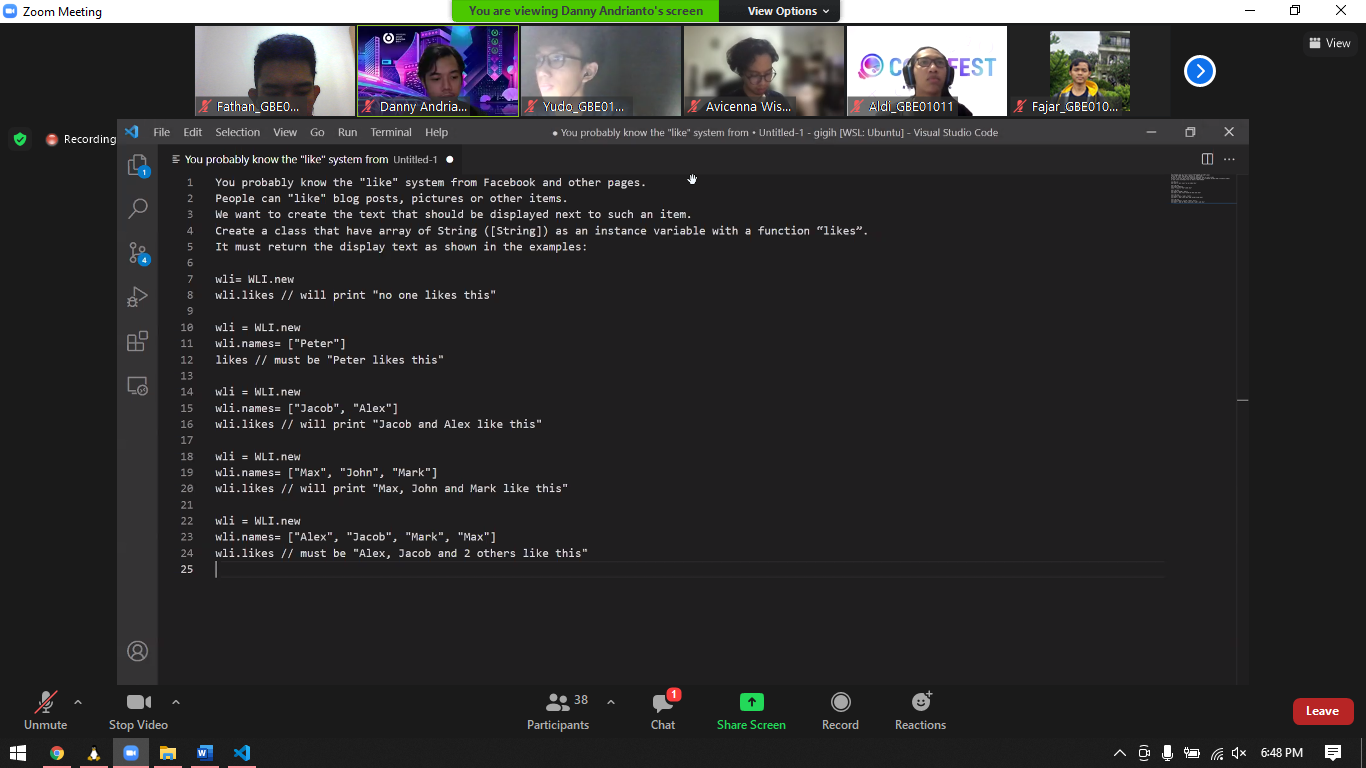 Zoom Meeting
You are viewing Danny Andrianto's screen
View Options
Fathan_GBE0...
Danny Andria...
Yudo_GBE01...
Avicenna Wis...
Aldi_GBE01011
Fajar_GBE010...
View
Recording
File Edit Selection View Go Run Terminal Help
● You probably know the "like" system from • Untitled-1 - gigih [WSL: Ubuntu] - Visual Studio Code
You probably know the "like" system from Untitled-1 ●
1 You probably know the "like" system from Facebook and other pages.
2 People can "like" blog posts, pictures or other items.
3 We want to create the text that should be displayed next to such an item.
4 Create a class that have array of String ([String]) as an instance variable with a function “likes”.
5 It must return the display text as shown in the examples:
6
7 wli= WLI.new
8 wli.likes // will print "no one likes this"
9
10 wli = WLI.new
11 wli.names= ["Peter"]
12 likes // must be "Peter likes this"
13
14 wli = WLI.new
15 wli.names= ["Jacob", "Alex"]
16 wli.likes // will print "Jacob and Alex like this"
17
18 wli = WLI.new
19 wli.names= ["Max", "John", "Mark"]
20 wli.likes // will print "Max, John and Mark like this"
21
22 wli = WLI.new
23 wli.names= ["Alex", "Jacob", "Mark", "Max"]
24 wli.likes // must be "Alex, Jacob and 2 others like this"
25
1
4
Unmute
Stop Video
38
Participants
1
Chat
Share Screen
Record
Reactions
Leave
6:48 PM